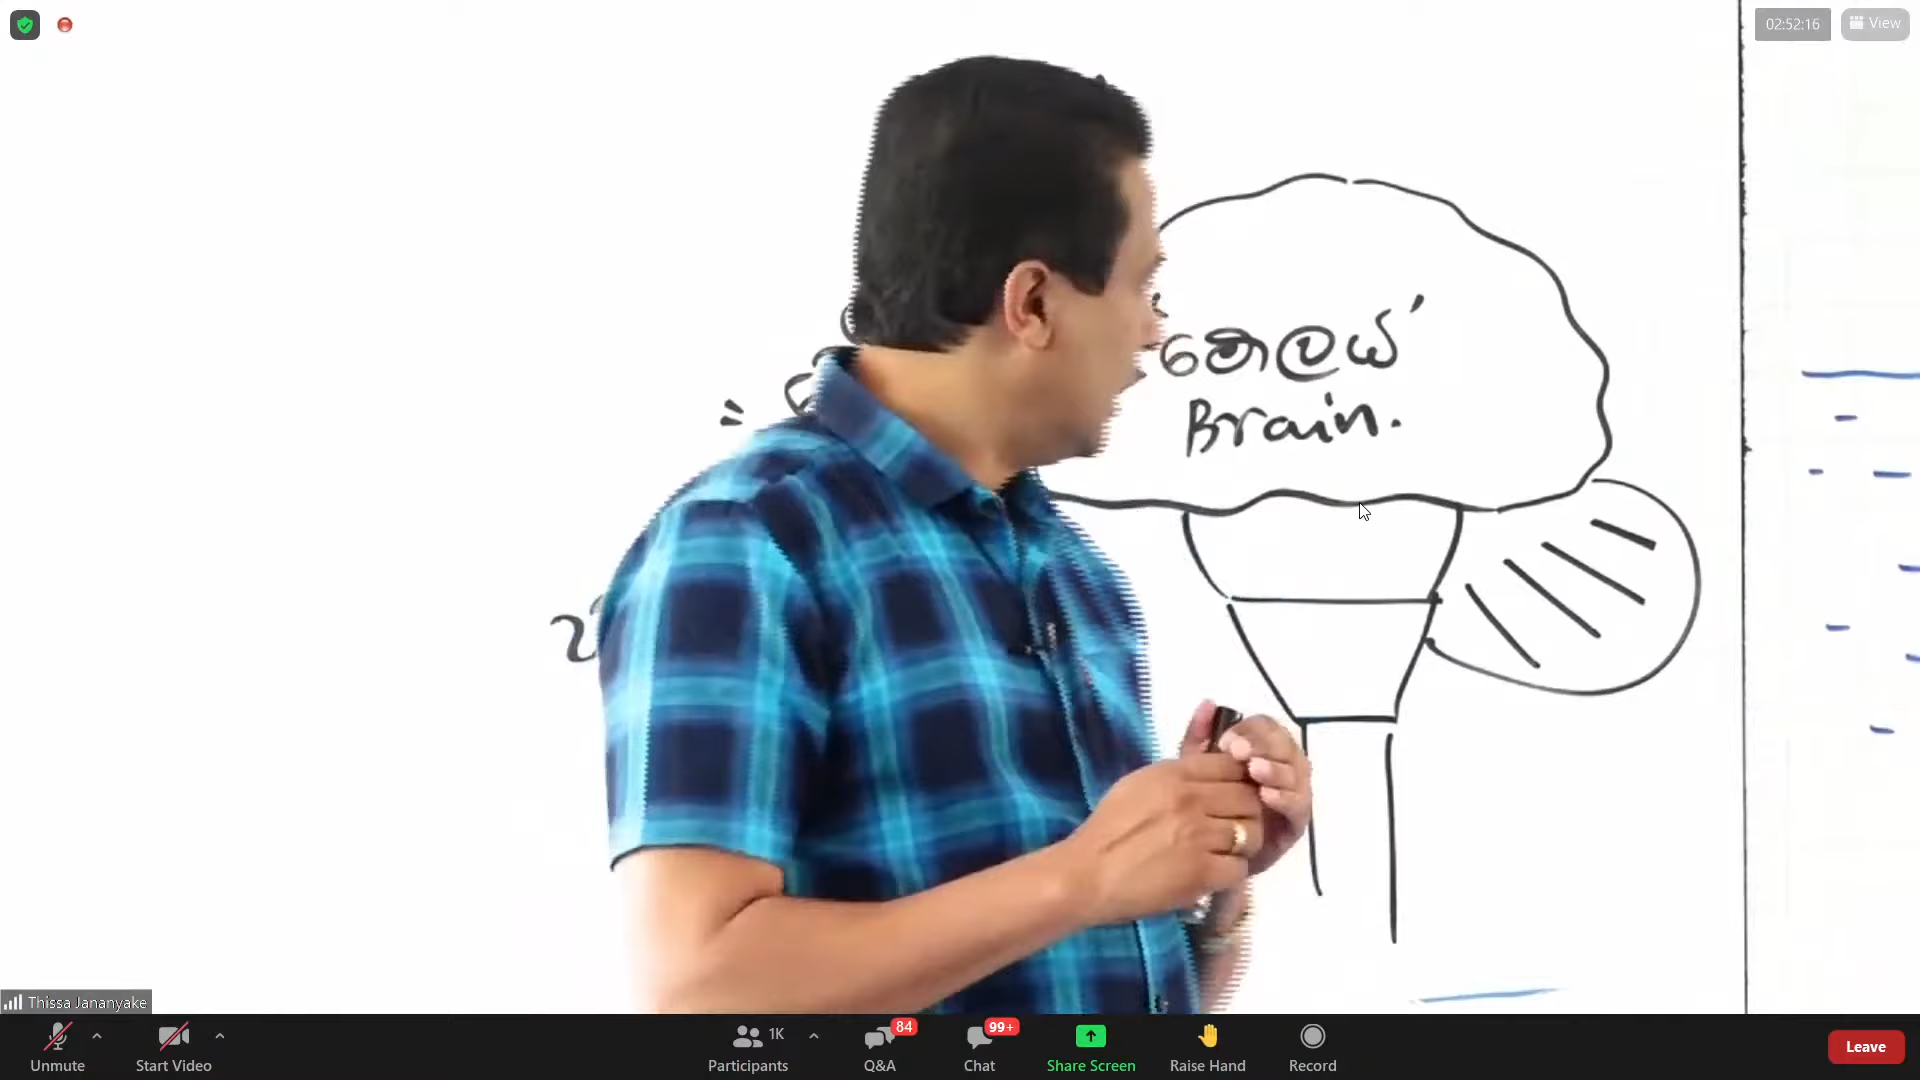 02:52:16
View
මොළය
Brain.
Thissa Jananyake
Unmute
Start Video
1K
Participants
84
Q&A
99+
Chat
Share Screen
Raise Hand
Record
Leave